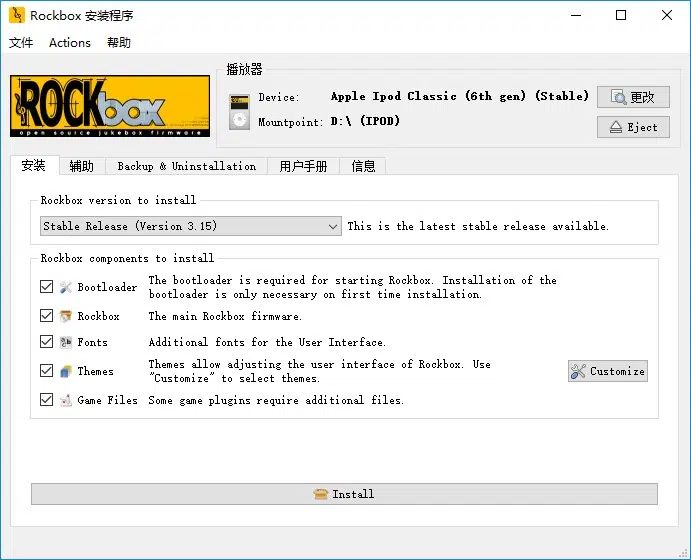 Rockbox 安装程序
文件 Actions 帮助
ROCKbox
open source jukebox firmware
播放器
Device: Apple Ipod Classic (6th gen) (Stable)
更改
Mountpoint: D:\ (IPOD)
Eject
安装 辅助 Backup & Uninstallation 用户手册 信息
Rockbox version to install
Stable Release (Version 3.15) This is the latest stable release available.
Rockbox components to install
Bootloader The bootloader is required for starting Rockbox. Installation of the
bootloader is only necessary on first time installation.
Rockbox The main Rockbox firmware.
Fonts Additional fonts for the User Interface.
Themes Themes allow adjusting the user interface of Rockbox. Use
"Customize" to select themes.
Customize
Game Files Some game plugins require additional files.
Install